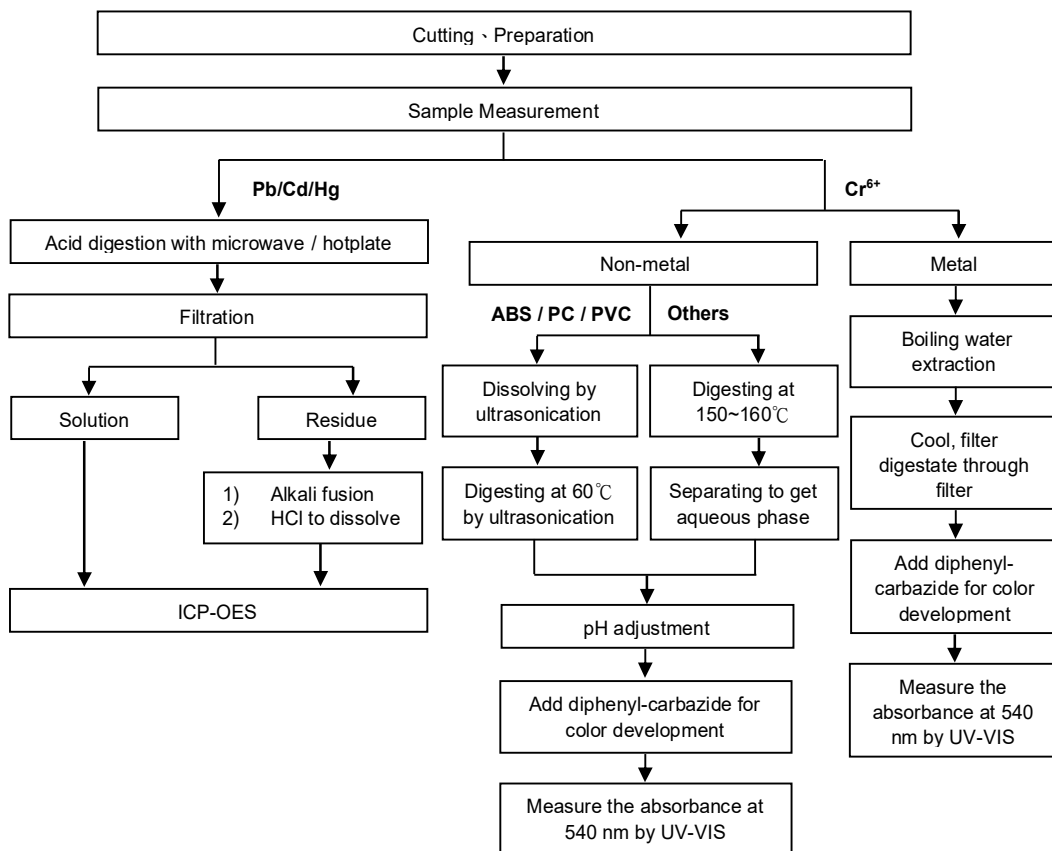 Cutting、Preparation
Sample Measurement
Pb/Cd/Hg
Cr⁶⁺
Acid digestion with microwave / hotplate
Filtration
Solution
Residue
1) Alkali fusion
2) HCl to dissolve
ICP-OES
Non-metal
ABS / PC / PVC
Others
Dissolving by
ultrasonication
Digesting at 60℃
by ultrasonication
Digesting at
150~160℃
Separating to get
aqueous phase
pH adjustment
Add diphenyl-carbazide for
color development
Measure the absorbance at
540 nm by UV-VIS
Metal
Boiling water
extraction
Cool, filter
digestate through
filter
Add diphenyl-
carbazide for color
development
Measure the
absorbance at 540
nm by UV-VIS